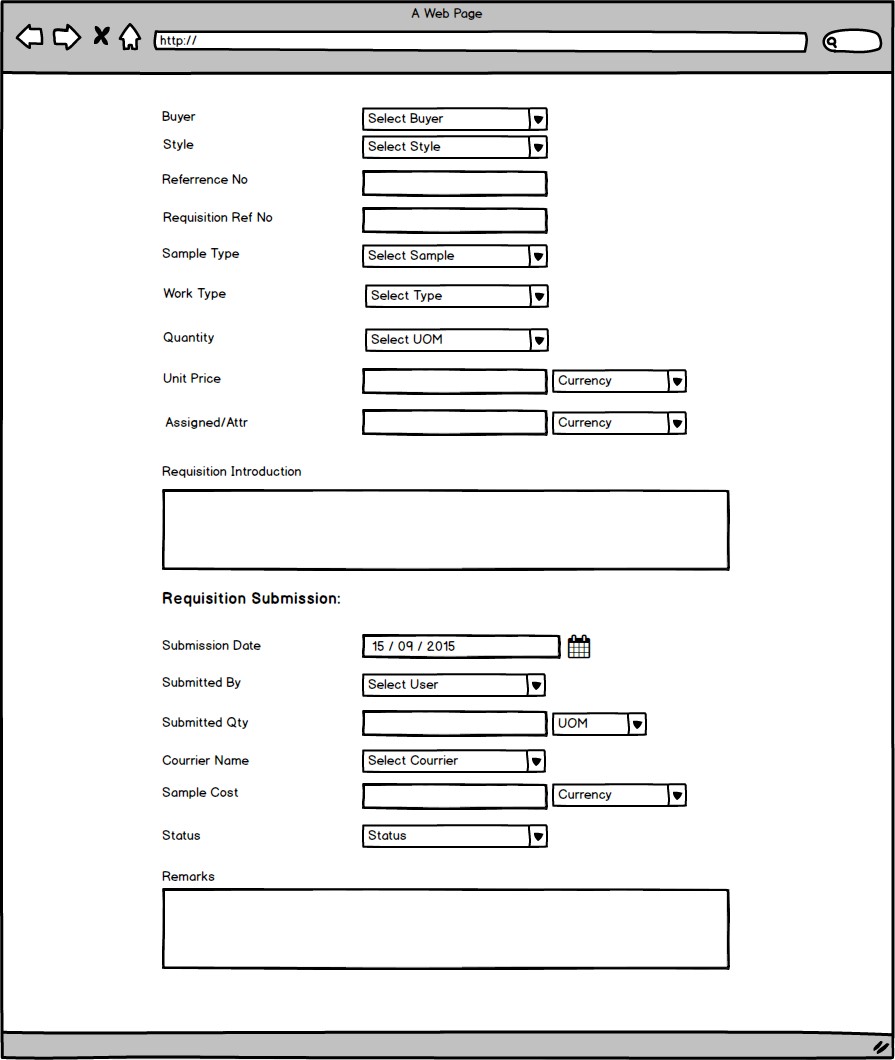 A Web Page
http://
Buyer Select Buyer
Style Select Style
Referrence No
Requisition Ref No
Sample Type Select Sample
Work Type Select Type
Quantity Select UOM
Unit Price Currency
Assigned/Attr Currency
Requisition Introduction
Requisition Submission:
Submission Date 15 / 09 / 2015
Submitted By Select User
Submitted Qty UOM
Courrier Name Select Courrier
Sample Cost Currency
Status Status
Remarks